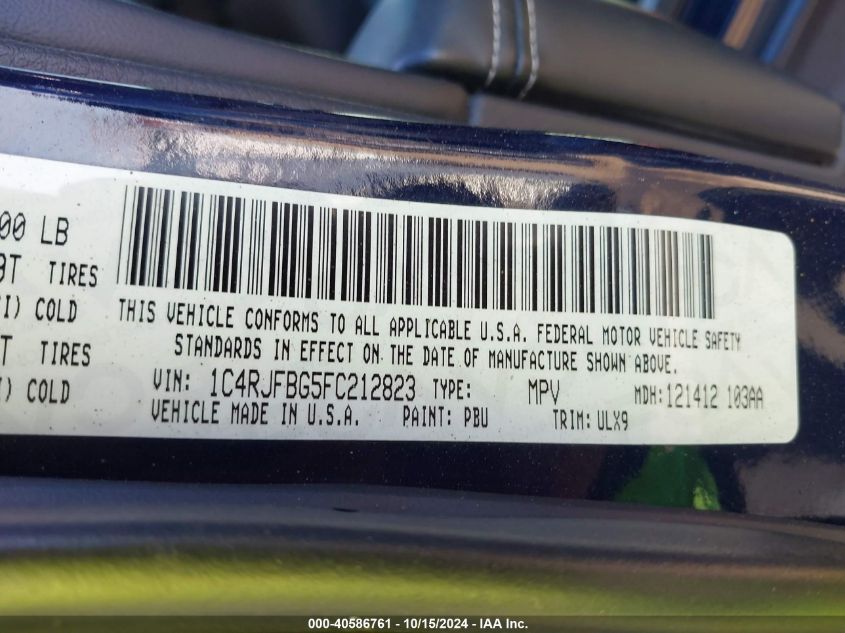 00 LB
TIRES
COLD
TIRES
COLD
THIS VEHICLE CONFORMS TO ALL APPLICABLE U.S.A. FEDERAL MOTOR VEHICLE SAFETY
STANDARDS IN EFFECT ON THE DATE OF MANUFACTURE SHOWN ABOVE.
VIN: 1C4RJFBG5FC212823 TYPE: MPV MDH: 121412 103AA
VEHICLE MADE IN U.S.A. PAINT: PBU TRIM: ULX9
000-40586761 - 10/15/2024 - IAA Inc.